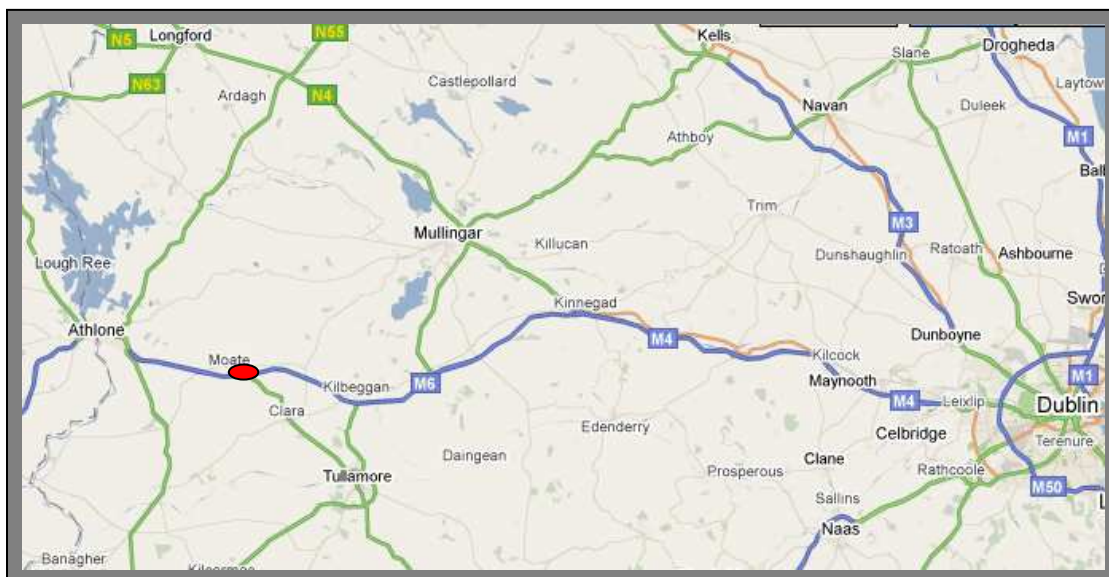 N5
Longford
N55
Kells
Slane
Drogheda
N63
Ardagh
N4
Castlepollard
Navan
Duleek
Laytow
Athboy
M1
Ball
Mullingar
Killucan
Trim
M3
Dunshaughlin
Ratoath
Ashbourne
Lough Ree
Kinnegad
Swor
Athlone
M4
Dunboyne
Moate
Kilbeggan
M6
Kilcock
Maynooth
M4
Leixlip
M1
Dublin
Clara
Edenderry
Celbridge
Terenure
Daingean
Clane
Tullamore
Prosperous
Rathcoole
M50
Sallins
Naas
Banagher